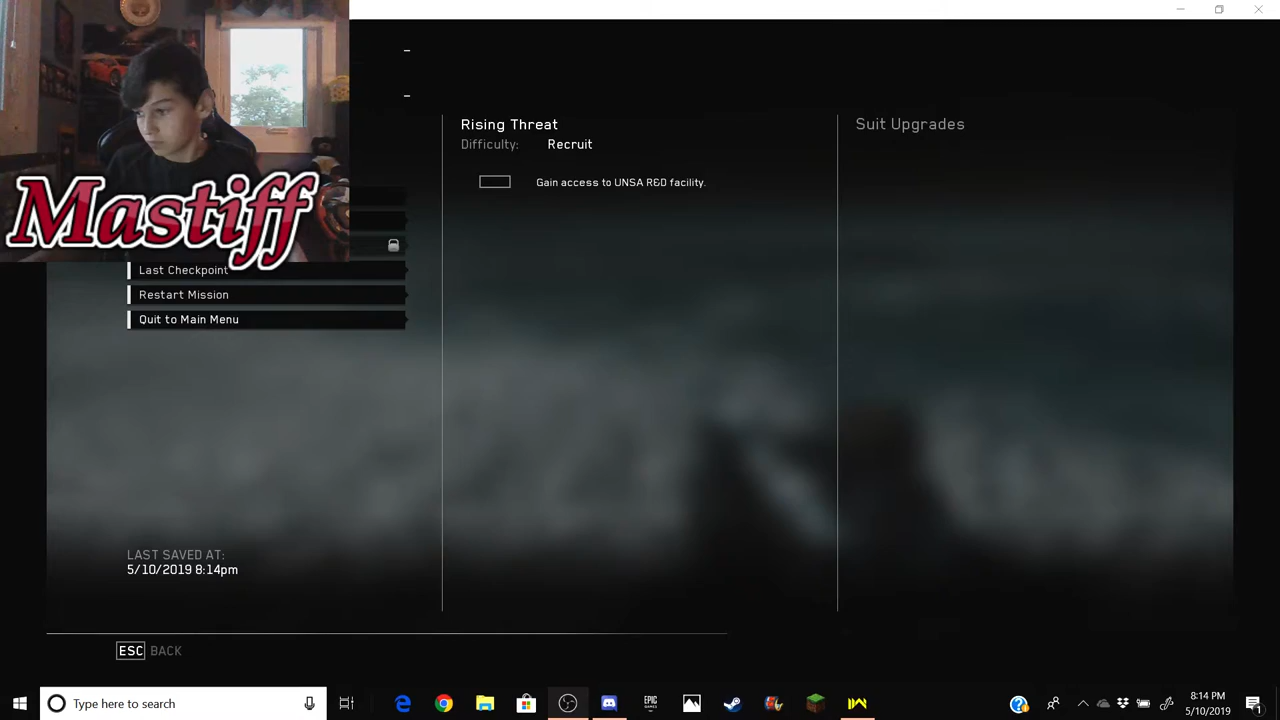 Mastiff
Rising Threat
Difficulty: Recruit
Gain access to UNSA R&D facility.
Suit Upgrades
Last Checkpoint
Restart Mission
Quit to Main Menu
LAST SAVED AT:
5/10/2019 8:14pm
ESC BACK
Type here to search
EPIC GAMES
8:14 PM
5/10/2019